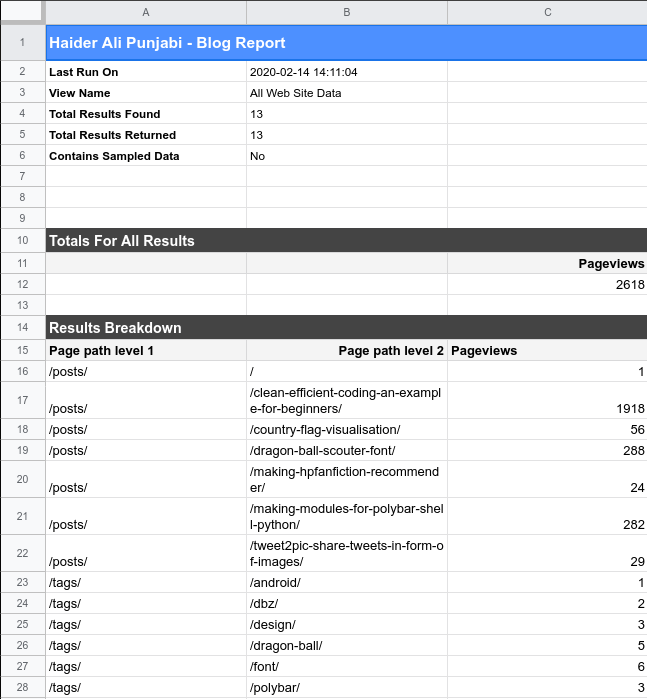 A B C
1 Haider Ali Punjabi - Blog Report
2 Last Run On 2020-02-14 14:11:04
3 View Name All Web Site Data
4 Total Results Found 13
5 Total Results Returned 13
6 Contains Sampled Data No
7
8
9
10 Totals For All Results
11 Pageviews
12 2618
13
14 Results Breakdown
15 Page path level 1 Page path level 2 Pageviews
16 /posts/ / 1
/clean-efficient-coding-an-exampl
17 /posts/ e-for-beginners/ 1918
18 /posts/ /country-flag-visualisation/ 56
19 /posts/ /dragon-ball-scouter-font/ 288
/making-hpfanfiction-recommend
20 /posts/ er/ 24
/making-modules-for-polybar-shel
21 /posts/ l-python/ 282
/tweet2pic-share-tweets-in-form-o
22 /posts/ f-images/ 29
23 /tags/ /android/ 1
24 /tags/ /dbz/ 2
25 /tags/ /design/ 3
26 /tags/ /dragon-ball/ 5
27 /tags/ /font/ 6
28 /tags/ /polybar/ 3